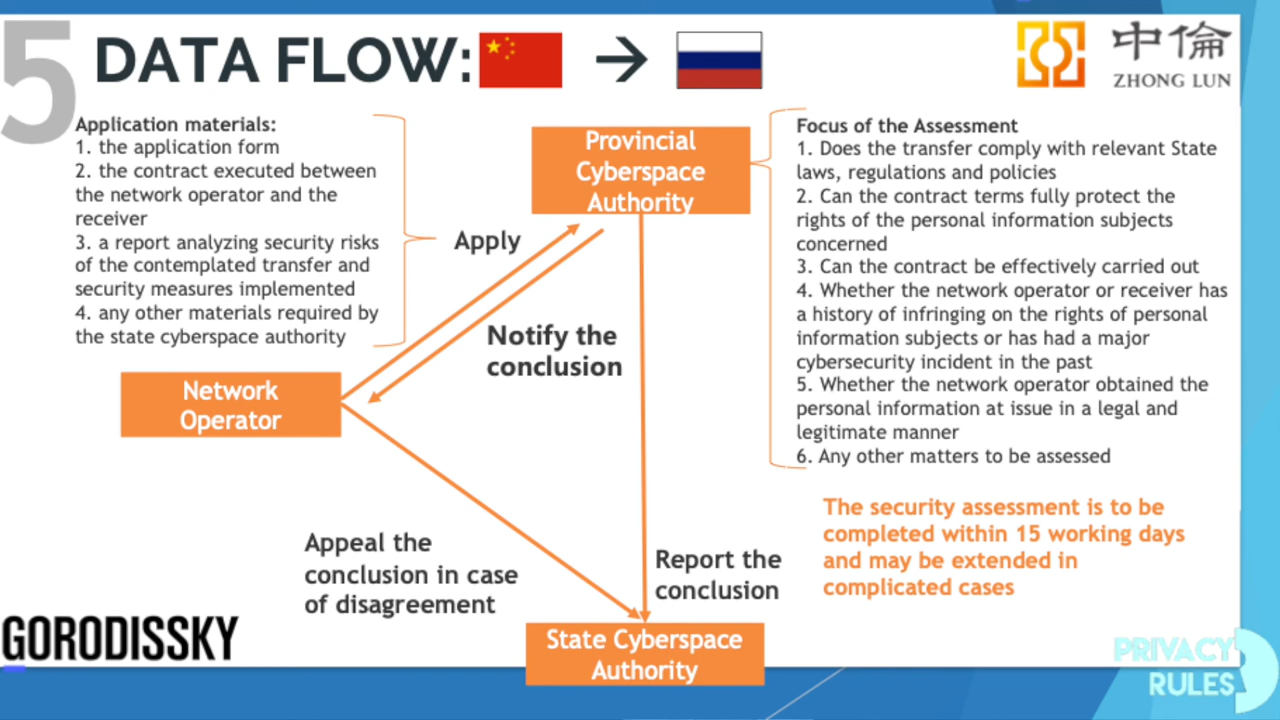 5
DATA FLOW:
中倫
ZHONG LUN
Application materials:
1. the application form
2. the contract executed between
the network operator and the
receiver
3. a report analyzing security risks
of the contemplated transfer and
security measures implemented
4. any other materials required by
the state cyberspace authority
Provincial
Cyberspace
Authority
Focus of the Assessment
1. Does the transfer comply with relevant State
laws, regulations and policies
2. Can the contract terms fully protect the
rights of the personal information subjects
concerned
3. Can the contract be effectively carried out
4. Whether the network operator or receiver has
a history of infringing on the rights of personal
information subjects or has had a major
cybersecurity incident in the past
5. Whether the network operator obtained the
personal information at issue in a legal and
legitimate manner
6. Any other matters to be assessed
Apply
Notify the
conclusion
Network
Operator
The security assessment is to be
completed within 15 working days
and may be extended in
complicated cases
Appeal the
conclusion in case
of disagreement
Report the
conclusion
State Cyberspace
Authority
GORODISSKY
PRIVACY
RULES